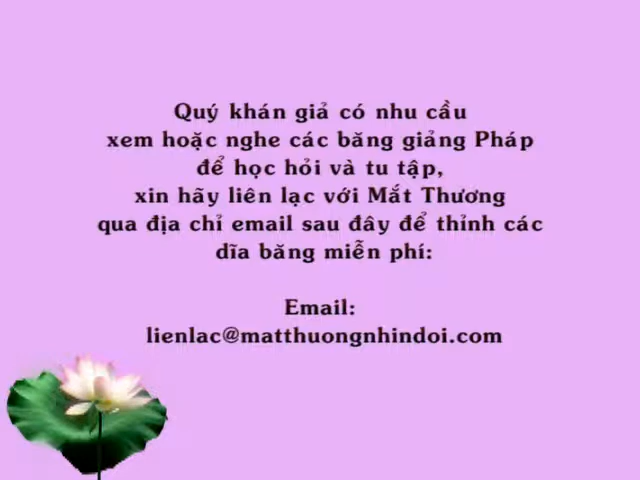 Quý khán giả có nhu cầu
xem hoặc nghe các băng giảng Pháp
để học hỏi và tu tập,
xin hãy liên lạc với Mắt Thương
qua địa chỉ email sau đây để thỉnh các
dĩa băng miễn phí:
Email:
lienlac@matthuongnhindoi.com